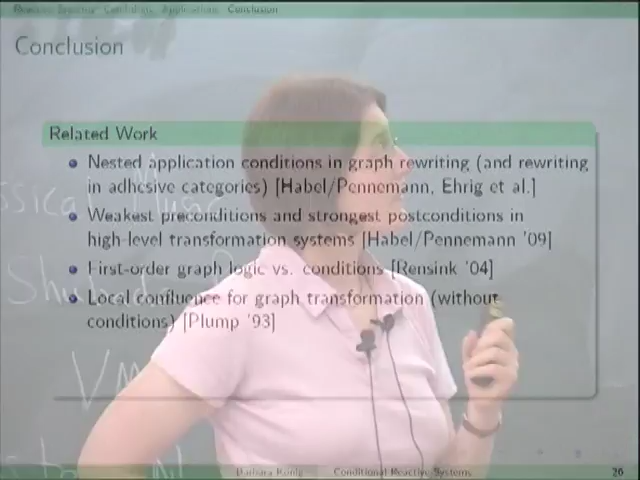 Conclusion
Conclusion
Related Work
Nested application conditions in graph rewriting (and rewriting
in adhesive categories) [Habel/Pennemann, Ehrig et al.]
Weakest preconditions and strongest postconditions in
high-level transformation systems [Habel/Pennemann '09]
First-order graph logic vs. conditions [Rensink '04]
Local confluence for graph transformation (without
conditions) [Plump '93]
Barbara König Conditional Reactive Systems 26